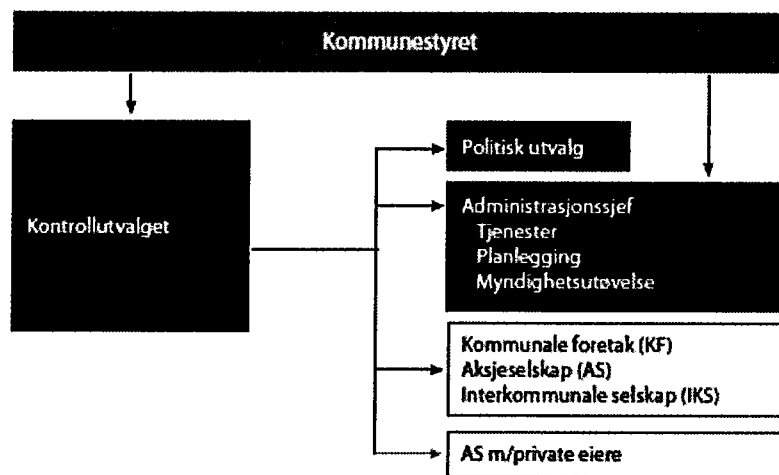 Kommunestyret
Kontrollutvalget
Politisk utvalg
Administrasjonssjef
Tjenester
Planlegging
Myndighetsutøvelse
Kommunale foretak (KF)
Aksjeselskap (AS)
Interkommunale selskap (IKS)
AS m/private eiere